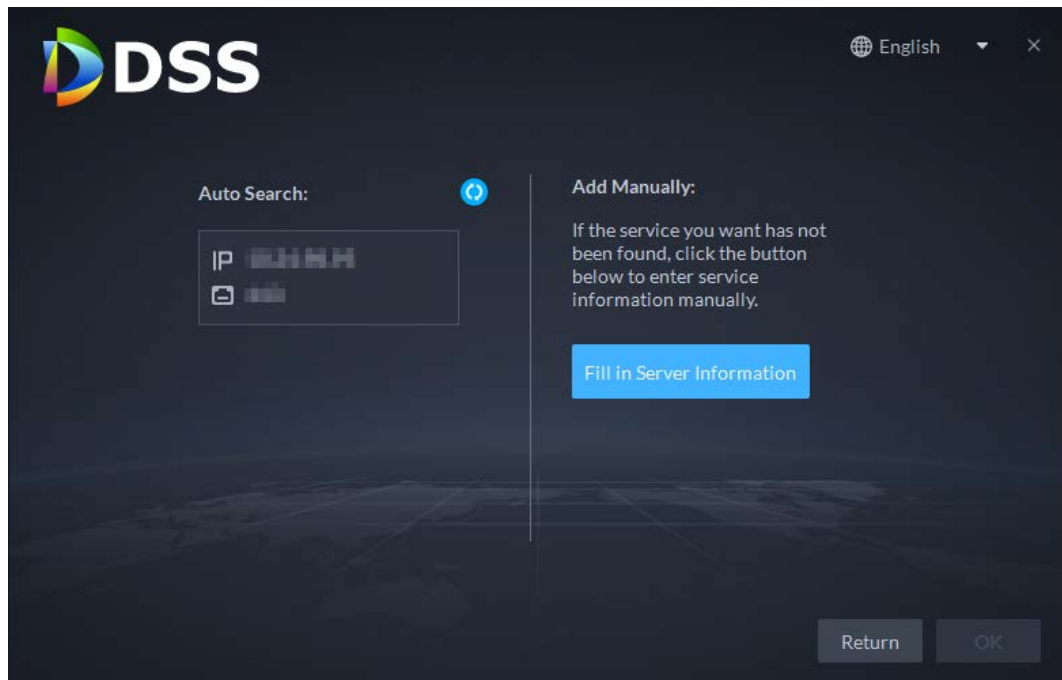 DSS
English
Auto Search:
IP
Add Manually:
If the service you want has not
been found, click the button
below to enter service
information manually.
Fill in Server Information
Return
OK